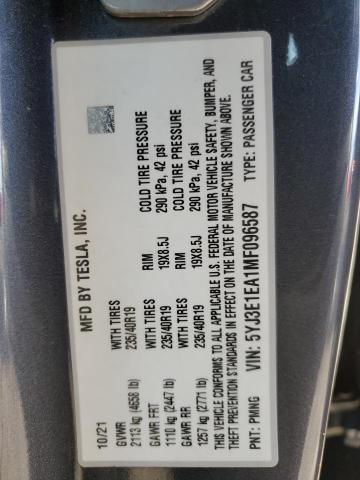 MFD BY TESLA, INC.
10/21
GVWR WITH TIRES RIM COLD TIRE PRESSURE
2113 kg (4658 lb) 235/40R19 19X8.5J 290 kPa, 42 psi
GAWR FRT WITH TIRES RIM COLD TIRE PRESSURE
1110 kg (2447 lb) 235/40R19 19X8.5J 290 kPa, 42 psi
GAWR RR
1257 kg (2771 lb)
THIS VEHICLE CONFORMS TO ALL APPLICABLE U.S. FEDERAL MOTOR VEHICLE SAFETY, BUMPER, AND
THEFT PREVENTION STANDARDS IN EFFECT ON THE DATE OF MANUFACTURE SHOWN ABOVE.
VIN: 5YJ3E1EA1MF096587
PNT: PMNG TYPE: PASSENGER CAR